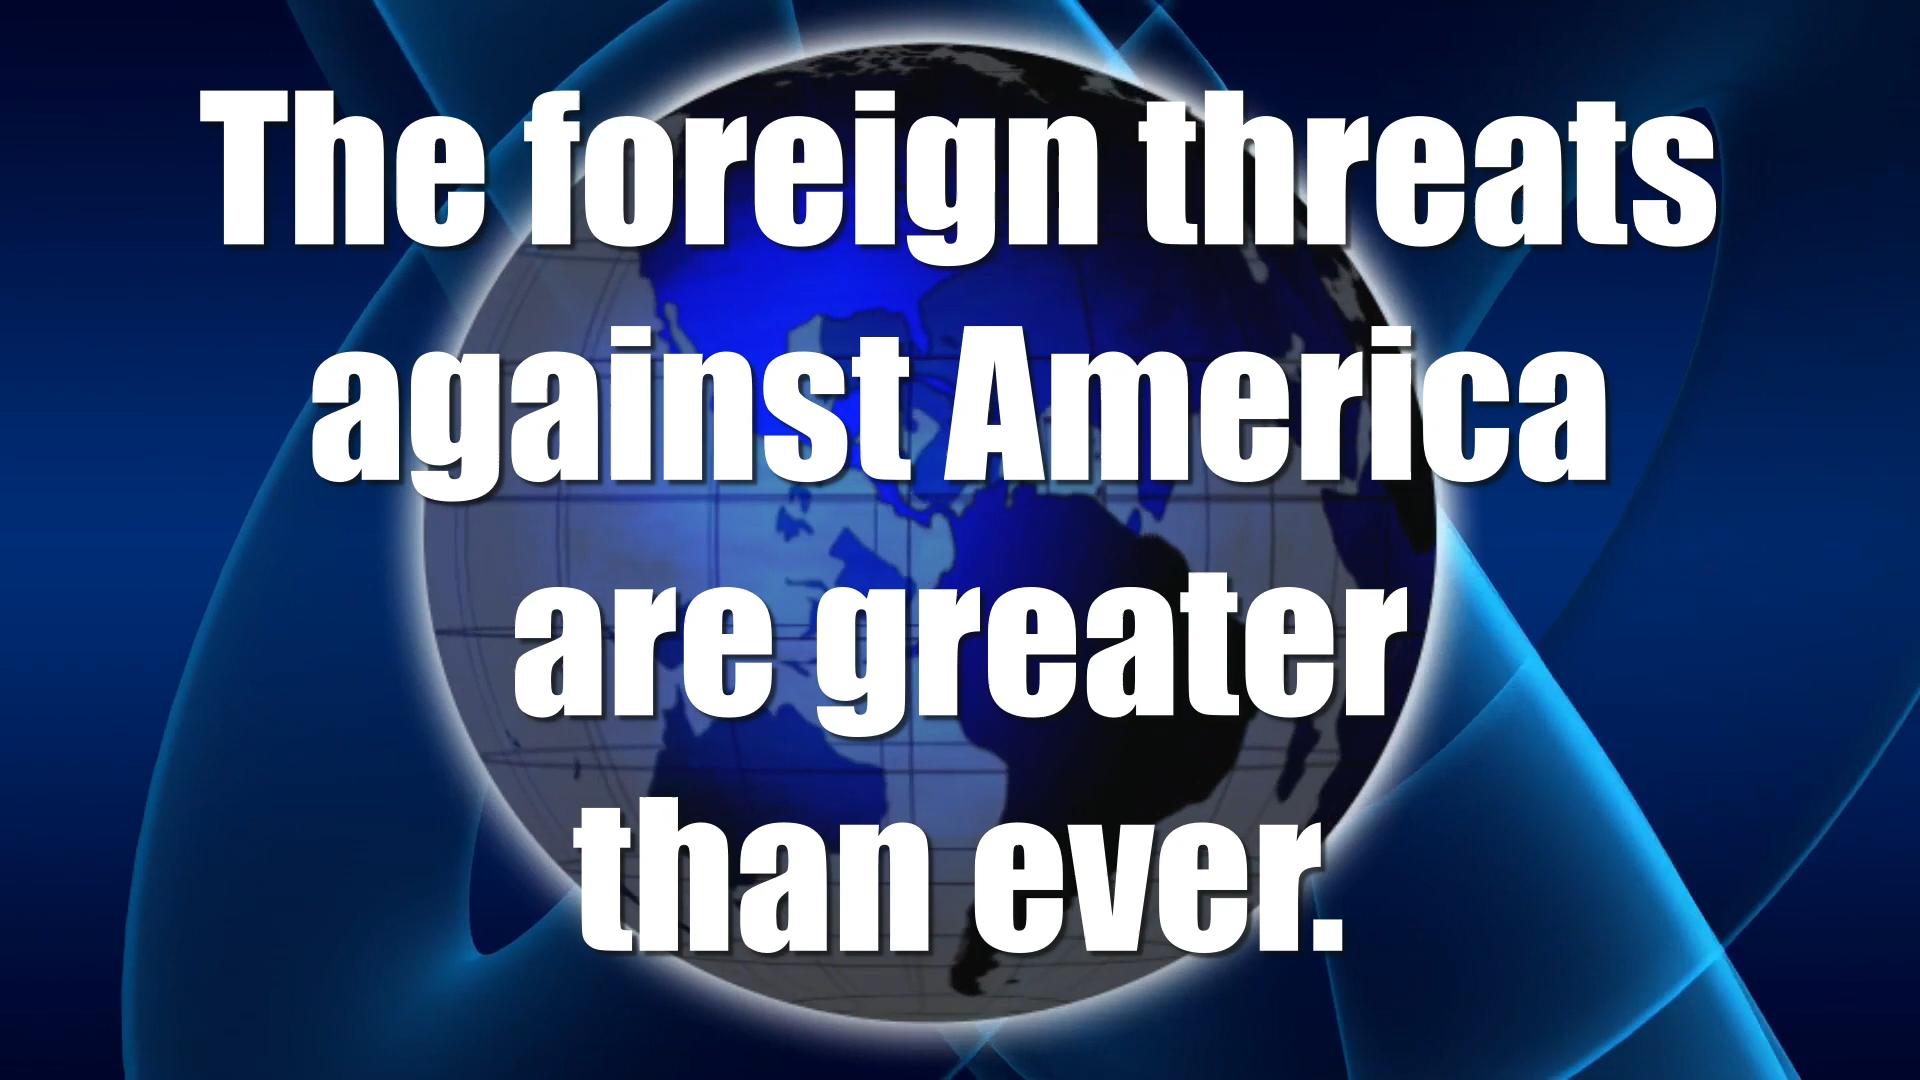 The foreign threats
against America
are greater
than ever.